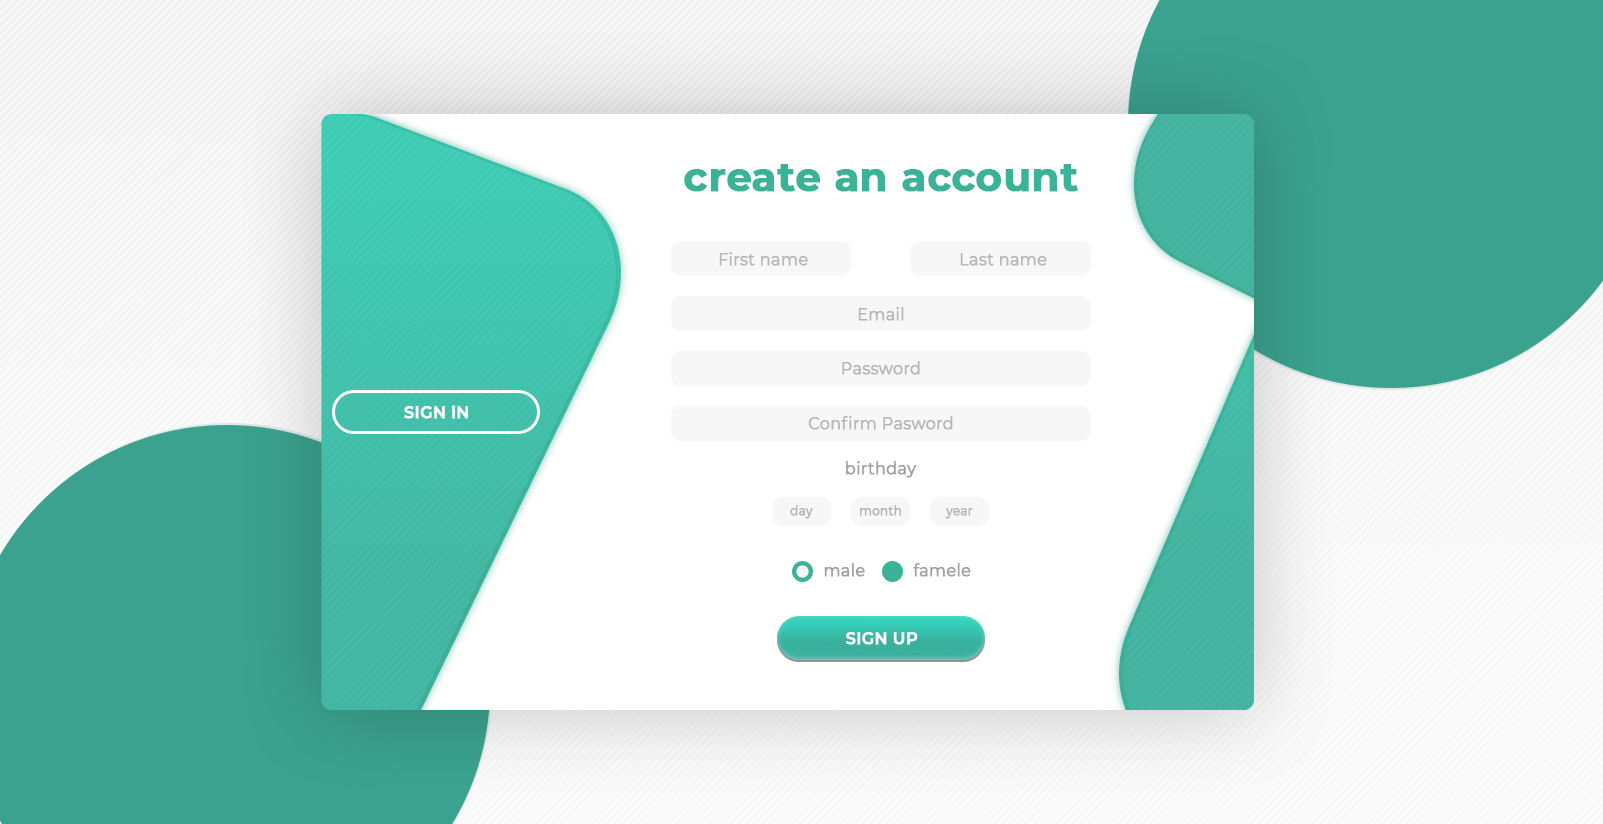 create an account
First name Last name
Email
Password
SIGN IN
Confirm Pasword
birthday
day month year
male famele
SIGN UP